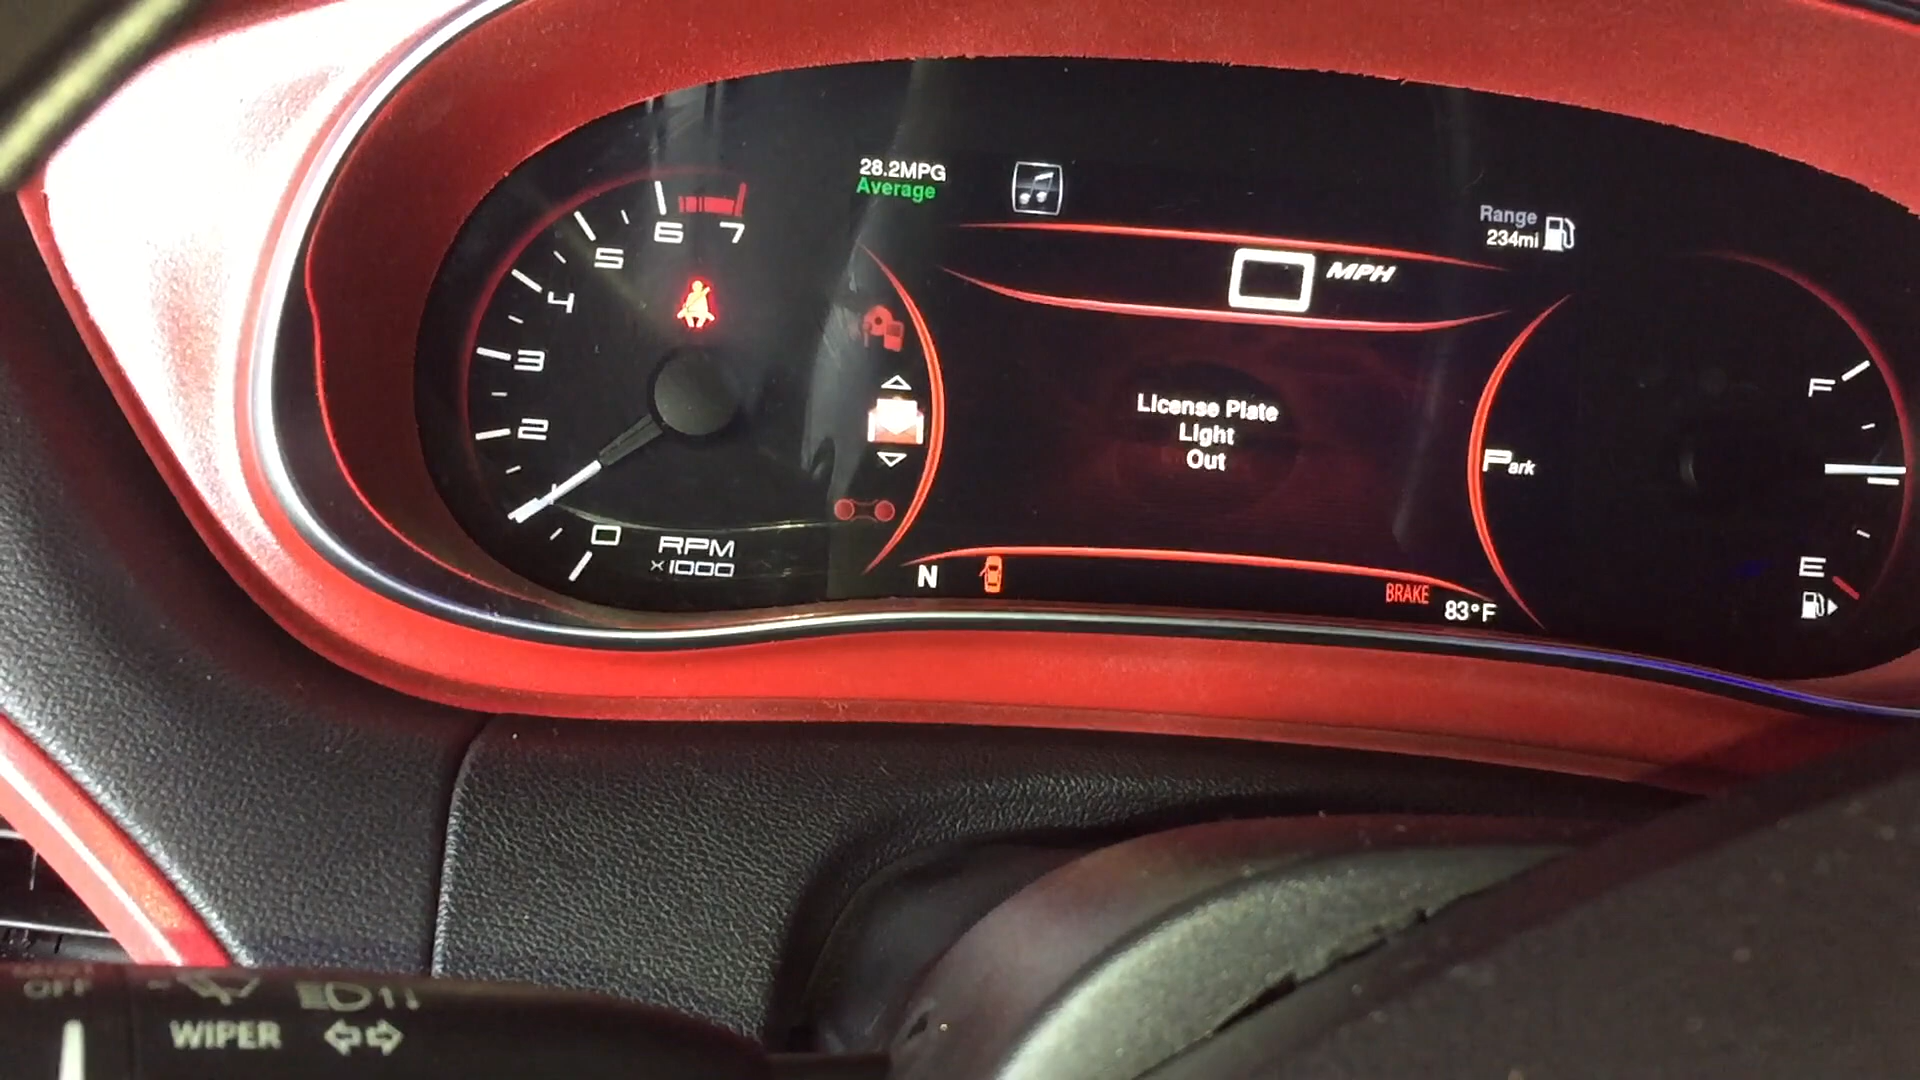 28.2MPG
Average
Range
234mi
0 MPH
7
6
5
4
3
2
0
RPM
x1000
License Plate
Light
Out
Park
F
E
N
BRAKE
83°F
OFF
WIPER